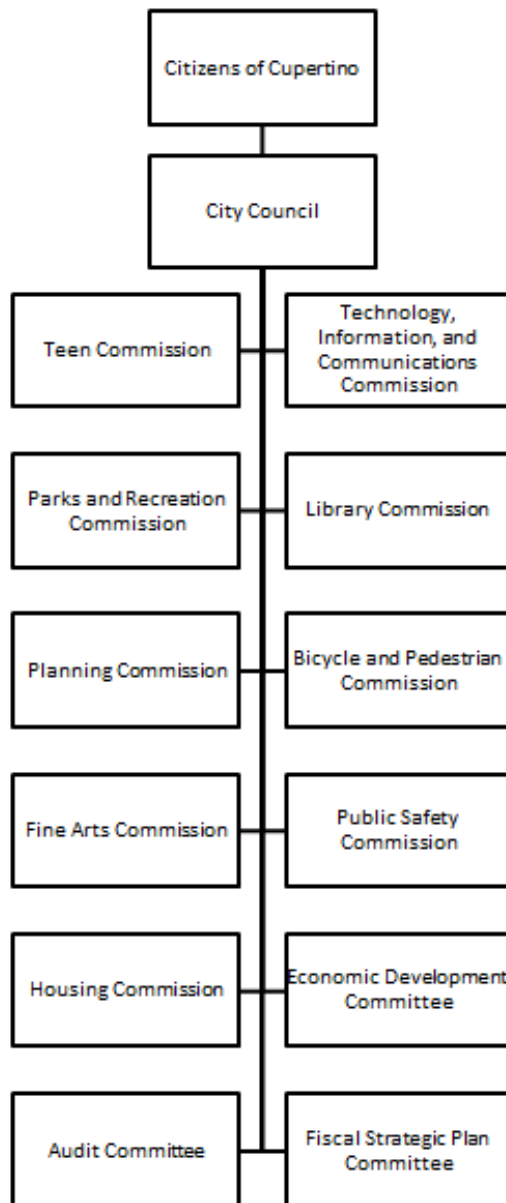 Citizens of Cupertino
City Council
Teen Commission
Technology,
Information, and
Communications
Commission
Parks and Recreation
Commission
Library Commission
Planning Commission
Bicycle and Pedestrian
Commission
Fine Arts Commission
Public Safety
Commission
Housing Commission
Economic Development
Committee
Audit Committee
Fiscal Strategic Plan
Committee